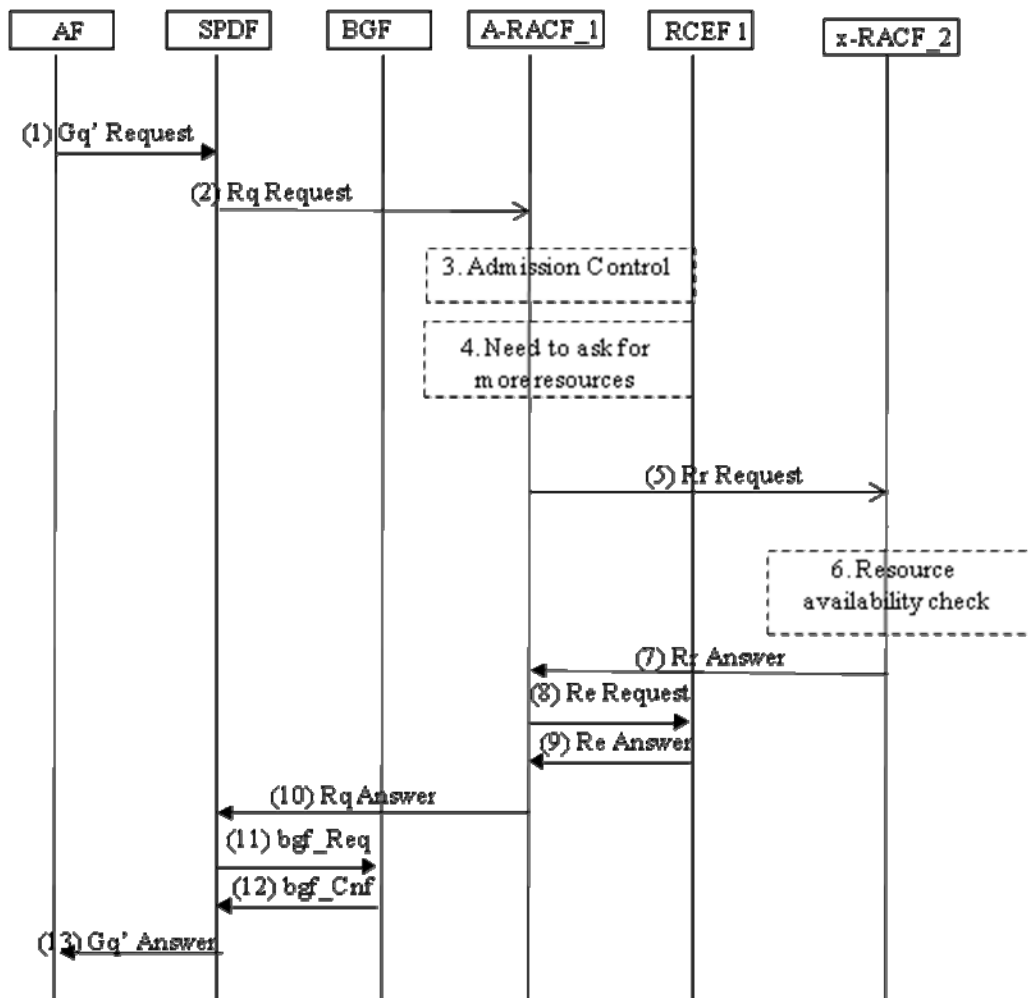 AF
SPDF
BGF
A-RACF_1
RCEF 1
x-RACF_2
(1) Gq’ Request
(2) Rq Request
3. Admission Control
4. Need to ask for
more resources
(5) Rr Request
6. Resource
availability check
(7) Rr Answer
(8) Re Request
(9) Re Answer
(10) Rq Answer
(11) bgf_Req
(12) bgf_Cnf
(13) Gq’ Answer